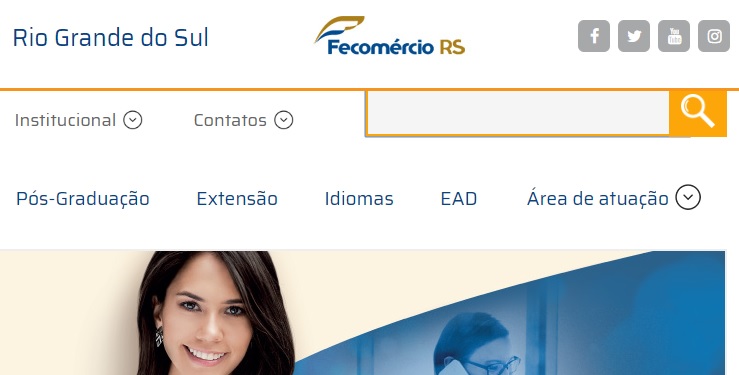 Rio Grande do Sul
Fecomércio RS
You Tube
Institucional
Contatos
Pós-Graduação Extensão Idiomas EAD Área de atuação